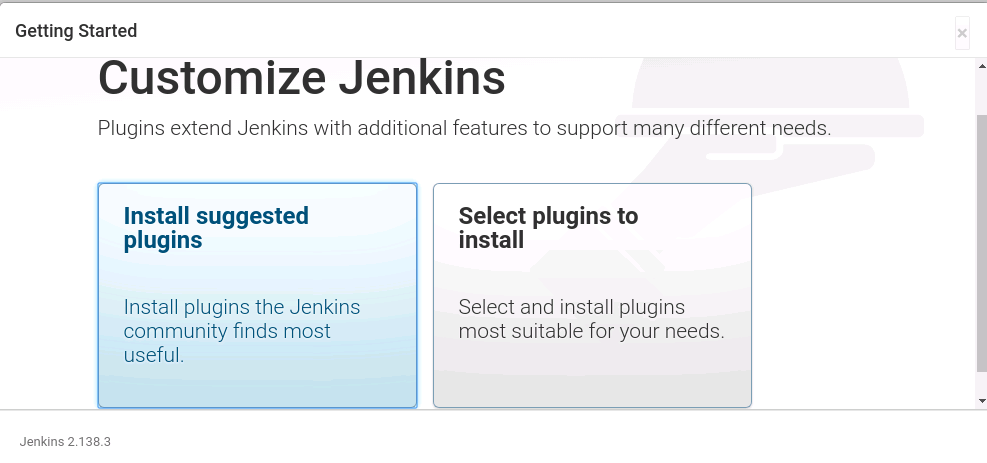 Getting Started
×
Customize Jenkins
Plugins extend Jenkins with additional features to support many different needs.
Install suggested
plugins
Install plugins the Jenkins
community finds most
useful.
Select plugins to
install
Select and install plugins
most suitable for your needs.
Jenkins 2.138.3